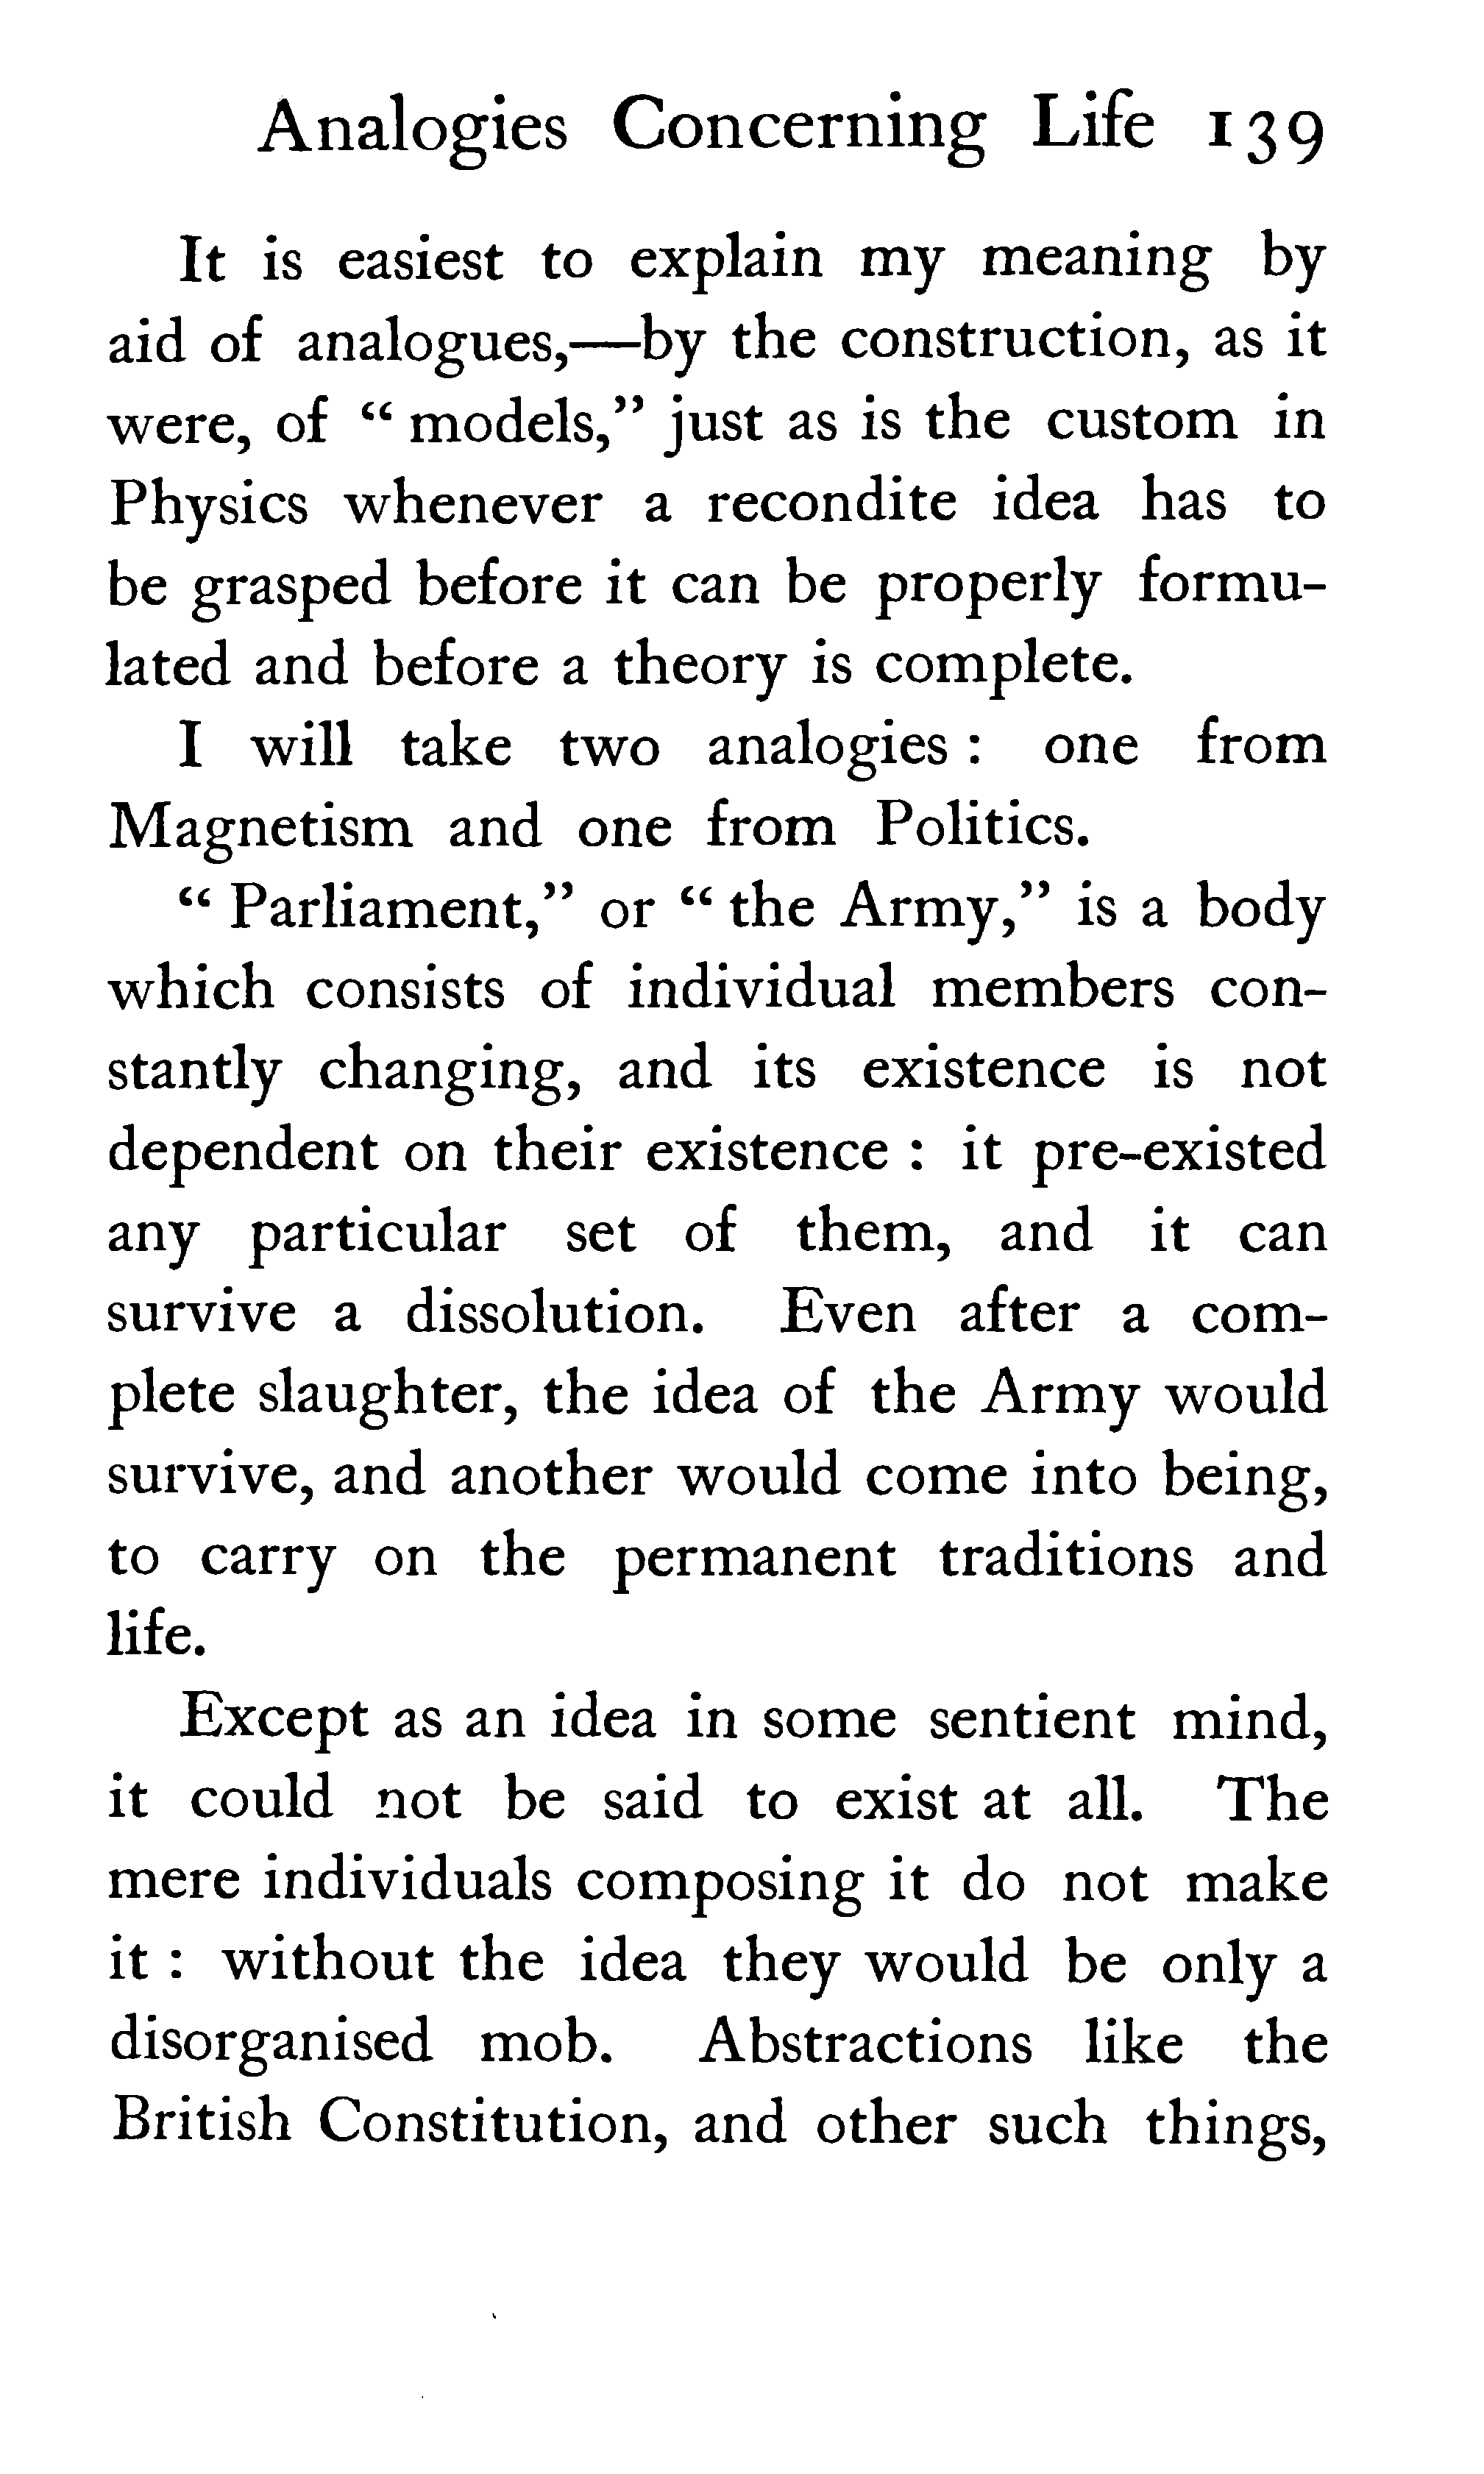 Analogies Concerning Life 139
It is easiest to explain my meaning by
aid of analogues,—by the construction, as it
were, of “ models,” just as is the custom in
Physics whenever a recondite idea has to
be grasped before it can be properly formu-
lated and before a theory is complete.
I will take two analogies : one from
Magnetism and one from Politics.
“ Parliament,” or “ the Army,” is a body
which consists of individual members con-
stantly changing, and its existence is not
dependent on their existence : it pre-existed
any particular set of them, and it can
survive a dissolution. Even after a com-
plete slaughter, the idea of the Army would
survive, and another would come into being,
to carry on the permanent traditions and
life.
Except as an idea in some sentient mind,
it could not be said to exist at all. The
mere individuals composing it do not make
it : without the idea they would be only a
disorganised mob. Abstractions like the
British Constitution, and other such things,